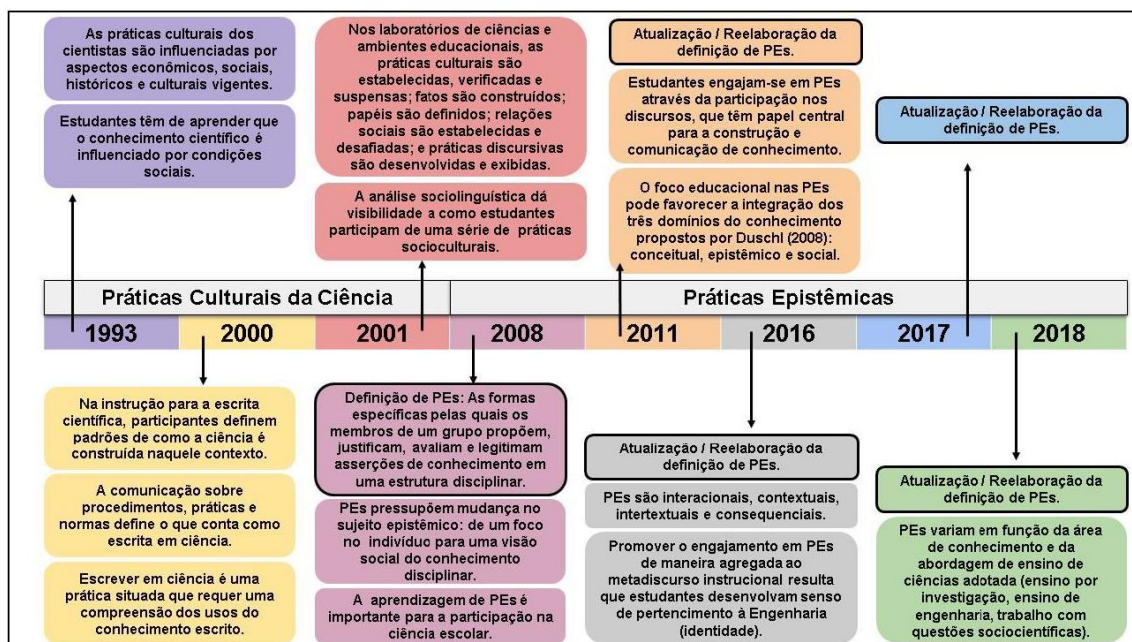 As práticas culturais dos
cientistas são influenciadas por
aspectos econômicos, sociais,
históricos e culturais vigentes.
Estudantes têm de aprender que
o conhecimento científico é
influenciado por condições
sociais.
Nos laboratórios de ciências e
ambientes educacionais, as
práticas culturais são
estabelecidas, verificadas e
suspensas; fatos são construídos;
papéis são definidos; relações
sociais são estabelecidas e
desafiadas; e práticas discursivas
são desenvolvidas e exibidas.
A análise sociolinguística dá
visibilidade a como estudantes
participam de uma série de práticas
socioculturais.
Atualização / Reelaboração da
definição de PEs.
Estudantes engajam-se em PEs
através da participação nos
discursos, que têm papel central
para a construção e
comunicação de conhecimento.
O foco educacional nas PEs
pode favorecer a integração dos
três domínios do conhecimento
propostos por Duschl (2008):
conceitual, epistêmico e social.
Atualização / Reelaboração da
definição de PEs.
Práticas Culturais da Ciência
Práticas Epistêmicas
1993
2000
2001
2008
2011
2016
2017
2018
Na instrução para a escrita
científica, participantes definem
padrões de como a ciência é
construída naquele contexto.
A comunicação sobre
procedimentos, práticas e
normas define o que conta como
escrita em ciência.
Escrever em ciência é uma
prática situada que requer uma
compreensão dos usos do
conhecimento escrito.
Definição de PEs: As formas
específicas pelas quais os
membros de um grupo propõem,
justificam, avaliam e legitimam
asserções de conhecimento em
uma estrutura disciplinar.
PEs pressupõem mudança no
sujeito epistêmico: de um foco
no indivíduo para uma visão
social do conhecimento
disciplinar.
A aprendizagem de PEs é
importante para a participação na
ciência escolar.
Atualização / Reelaboração da
definição de PEs.
PEs são interacionais, contextuais,
intertextuais e consequenciais.
Promover o engajamento em PEs
de maneira agregada ao
metadiscurso instrucional resulta
que estudantes desenvolvam senso
de pertencimento à Engenharia
(identidade).
Atualização / Reelaboração da
definição de PEs.
PEs variam em função da área
de conhecimento e da
abordagem de ensino de
ciências adotada (ensino por
investigação, ensino de
engenharia, trabalho com
questões sociocientíficas).